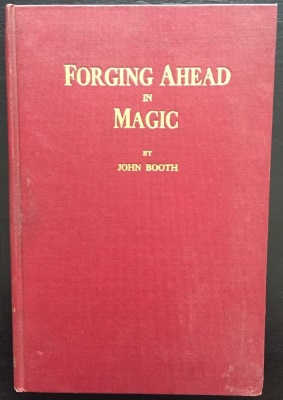 FORGING AHEAD
IN
MAGIC
BY
JOHN BOOTH